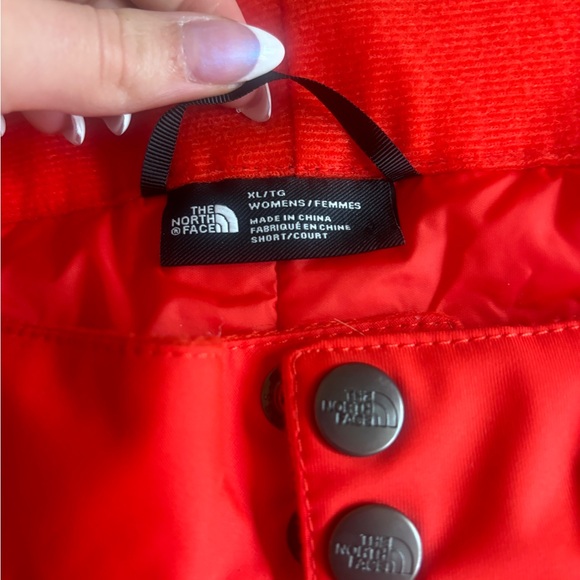 XL/TG
WOMENS/FEMMES
MADE IN CHINA
FABRIQUÉ EN CHINE
SHORT/COURT
THE
NORTH
FACE
THE
NORTH
FACE
THE
NORTH
FACE